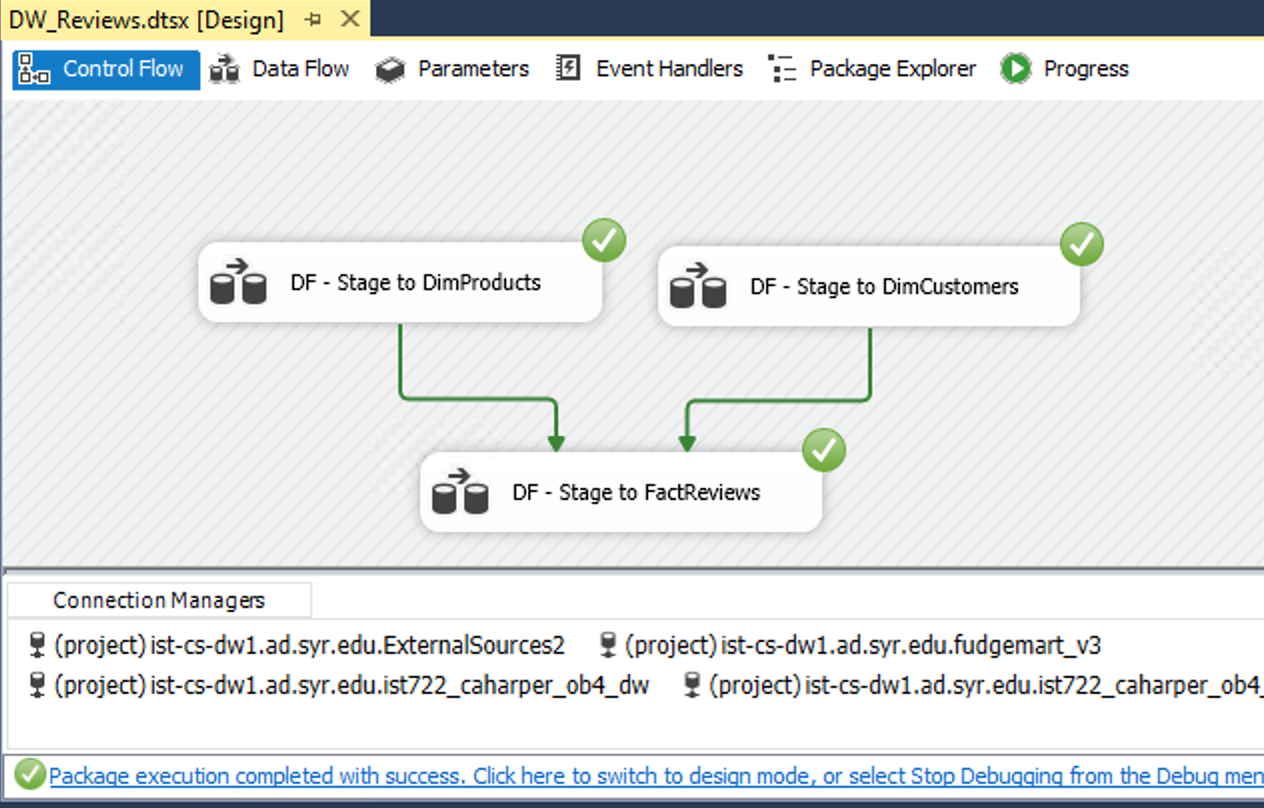 DW_Reviews.dtsx [Design]
Control Flow Data Flow Parameters Event Handlers Package Explorer Progress
DF - Stage to DimProducts
DF - Stage to DimCustomers
DF - Stage to FactReviews
Connection Managers
(project) ist-cs-dw1.ad.syr.edu.ExternalSources2 (project) ist-cs-dw1.ad.syr.edu.fudgemart_v3
(project) ist-cs-dw1.ad.syr.edu.ist722_caharper_ob4_dw (project) ist-cs-dw1.ad.syr.edu.ist722_caharper_ob4_
Package execution completed with success. Click here to switch to design mode, or select Stop Debugging from the Debug men